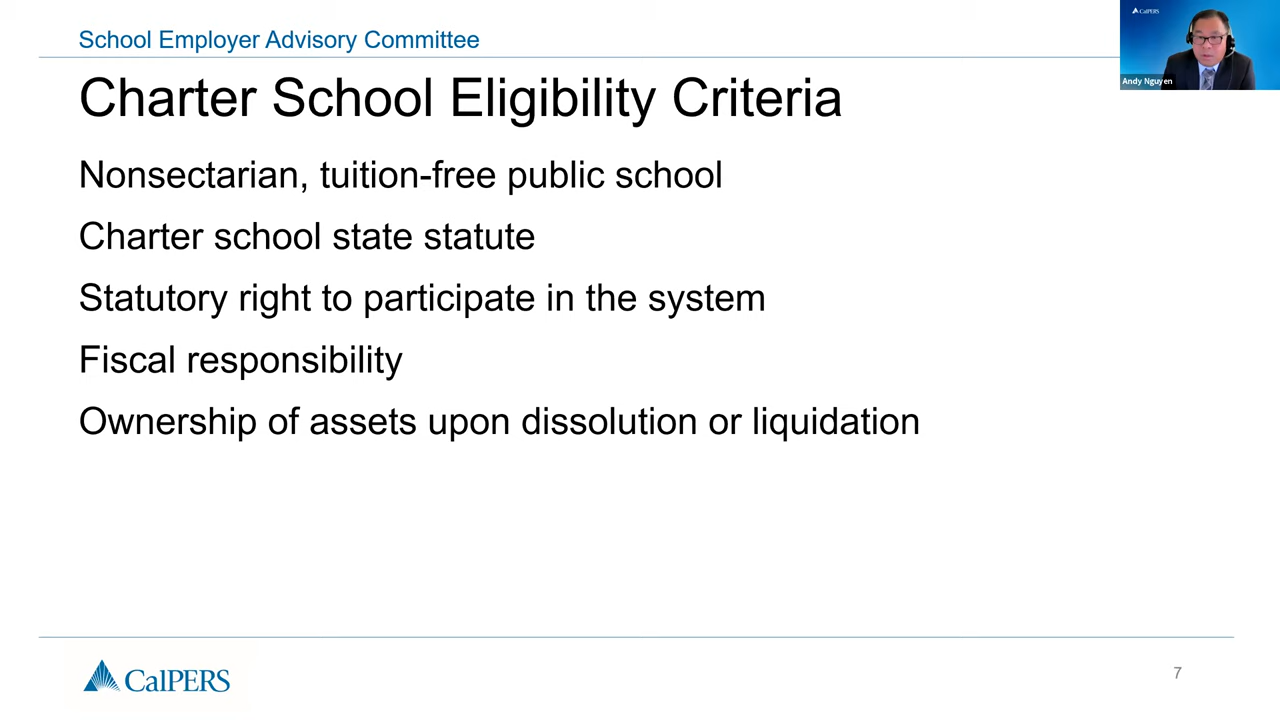 School Employer Advisory Committee
CalPERS
Andy Nguyen
Charter School Eligibility Criteria
Nonsectarian, tuition-free public school
Charter school state statute
Statutory right to participate in the system
Fiscal responsibility
Ownership of assets upon dissolution or liquidation
CalPERS
7